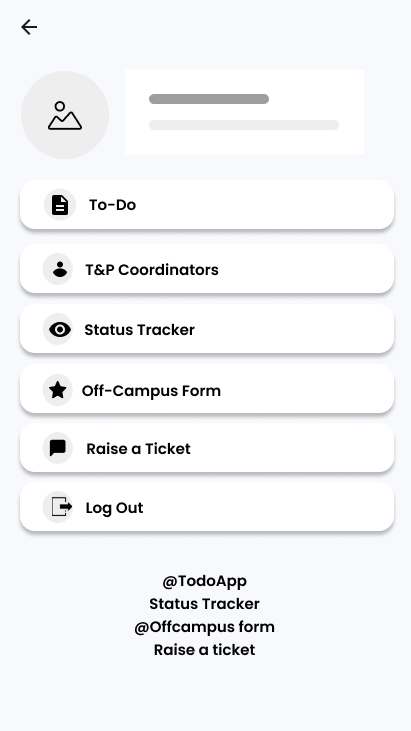 To-Do
T&P Coordinators
Status Tracker
Off-Campus Form
Raise a Ticket
Log Out
@TodoApp
Status Tracker
@Offcampus form
Raise a ticket